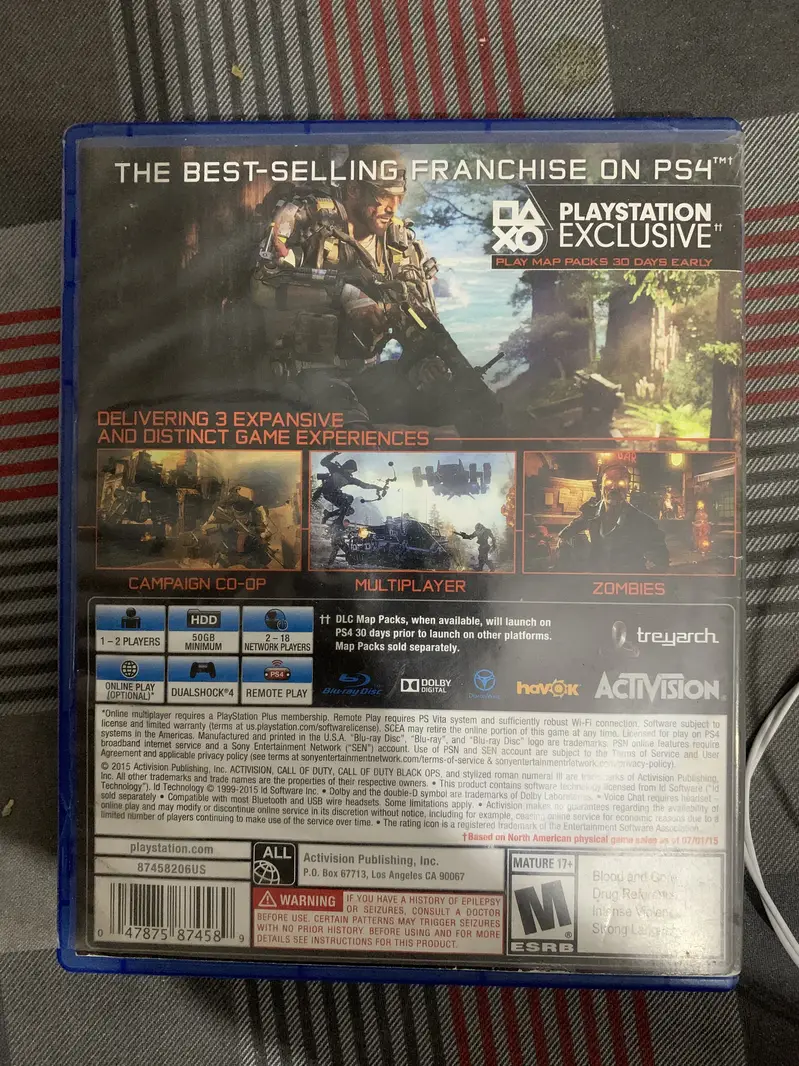 THE BEST-SELLING FRANCHISE ON PS4™†
PLAYSTATION
EXCLUSIVE††
PLAY MAP PACKS 30 DAYS EARLY
DELIVERING 3 EXPANSIVE
AND DISTINCT GAME EXPERIENCES
CAMPAIGN CO-OP
MULTIPLAYER
ZOMBIES
1 – 2 PLAYERS
HDD
50GB
MINIMUM
2 – 18
NETWORK PLAYERS
ONLINE PLAY
(OPTIONAL)*
DUALSHOCK®4
PS4
REMOTE PLAY
†† DLC Map Packs, when available, will launch on
PS4 30 days prior to launch on other platforms.
Map Packs sold separately.
treyarch
Blu-ray Disc
DOLBY
DIGITAL
havok
ACTIVISION
*Online multiplayer requires a PlayStation Plus membership. Remote Play requires PS Vita system and sufficiently robust Wi-Fi connection. Software subject to
license and limited warranty (terms at us.playstation.com/softwarelicense). SCEA may retire the online portion of this game at any time. Licensed for play on PS4
systems in the Americas. Manufactured and printed in the U.S.A. "Blu-ray Disc", "Blu-ray", and "Blu-ray Disc" logo are trademarks. PSN online features require
broadband internet service and a Sony Entertainment Network ("SEN") account. Use of PSN and SEN account are subject to the Terms of Service and User
Agreement and applicable privacy policy (see terms at sonyentertainmentnetwork.com/terms-of-service & sonyentertainmentnetwork.com/privacy-policy).
© 2015 Activision Publishing, Inc. ACTIVISION, CALL OF DUTY, CALL OF DUTY BLACK OPS, and stylized roman numeral III are trademarks of Activision Publishing,
Inc. All other trademarks and trade names are the properties of their respective owners. • This product contains software technology licensed from Id Software ("Id
Technology"). Id Technology © 1999-2015 Id Software Inc. • Dolby and the double-D symbol are trademarks of Dolby Laboratories. • Voice Chat requires headset –
sold separately • Compatible with most Bluetooth and USB wire headsets. Some limitations apply. • Activision makes no guarantees regarding the availability of
online play and may modify or discontinue online service in its discretion without notice, including for example, ceasing online service for economic reasons due to a
limited number of players continuing to make use of the service over time. • The rating icon is a registered trademark of the Entertainment Software Association.
†Based on North American physical game sales as of 07/01/15
playstation.com
87458206US
0 47875 87458 9
ALL
Activision Publishing, Inc.
P.O. Box 67713, Los Angeles CA 90067
WARNING IF YOU HAVE A HISTORY OF EPILEPSY
OR SEIZURES, CONSULT A DOCTOR
BEFORE USE. CERTAIN PATTERNS MAY TRIGGER SEIZURES
WITH NO PRIOR HISTORY. BEFORE USING AND FOR MORE
DETAILS SEE INSTRUCTIONS FOR THIS PRODUCT.
MATURE 17+
M
ESRB
Blood and Gore
Drug Reference
Intense Violence
Strong Language